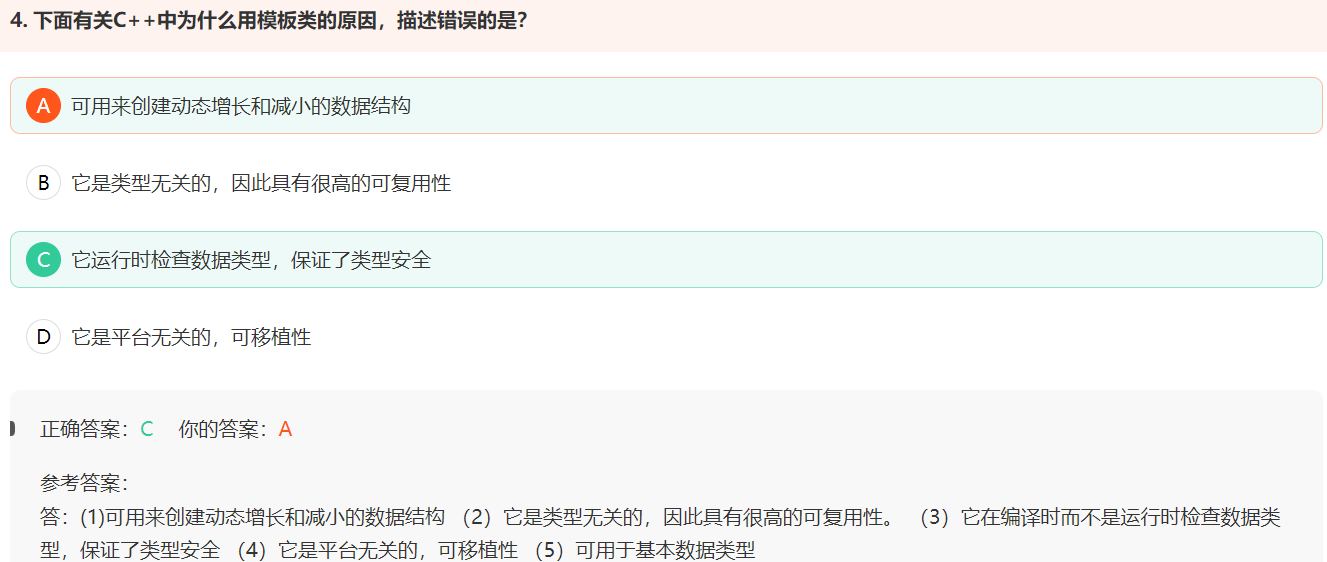 4. 下面有关C++中为什么用模板类的原因，描述错误的是？
A 可用来创建动态增长和减小的数据结构
B 它是类型无关的，因此具有很高的可复用性
C 它运行时检查数据类型，保证了类型安全
D 它是平台无关的，可移植性
正确答案：C 你的答案：A
参考答案：
答：(1)可用来创建动态增长和减小的数据结构 （2）它是类型无关的，因此具有很高的可复用性。 （3）它在编译时而不是运行时检查数据类
型，保证了类型安全 （4）它是平台无关的，可移植性 （5）可用于基本数据类型